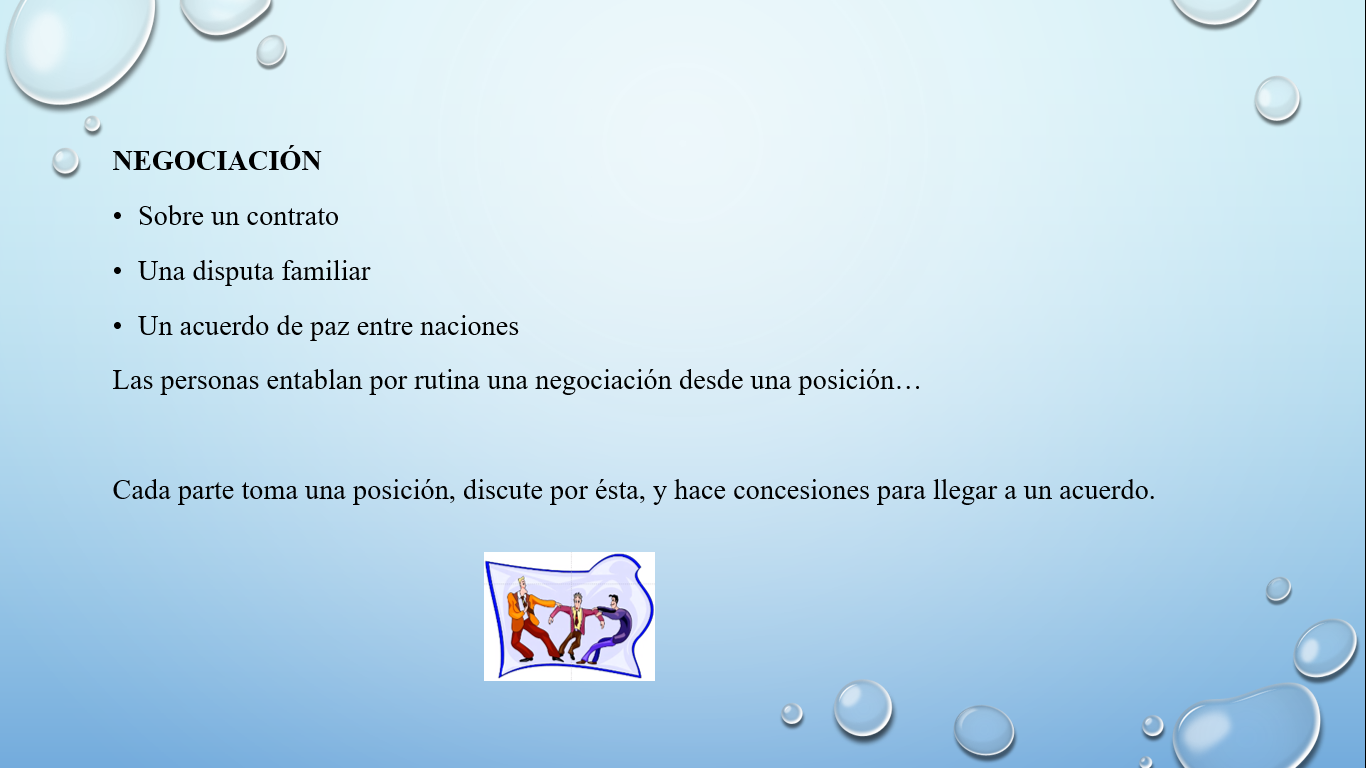 NEGOCIACIÓN
• Sobre un contrato
• Una disputa familiar
• Un acuerdo de paz entre naciones
Las personas entablan por rutina una negociación desde una posición…
Cada parte toma una posición, discute por ésta, y hace concesiones para llegar a un acuerdo.